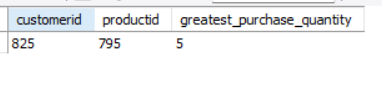 customerid productid greatest_purchase_quantity
825 795 5